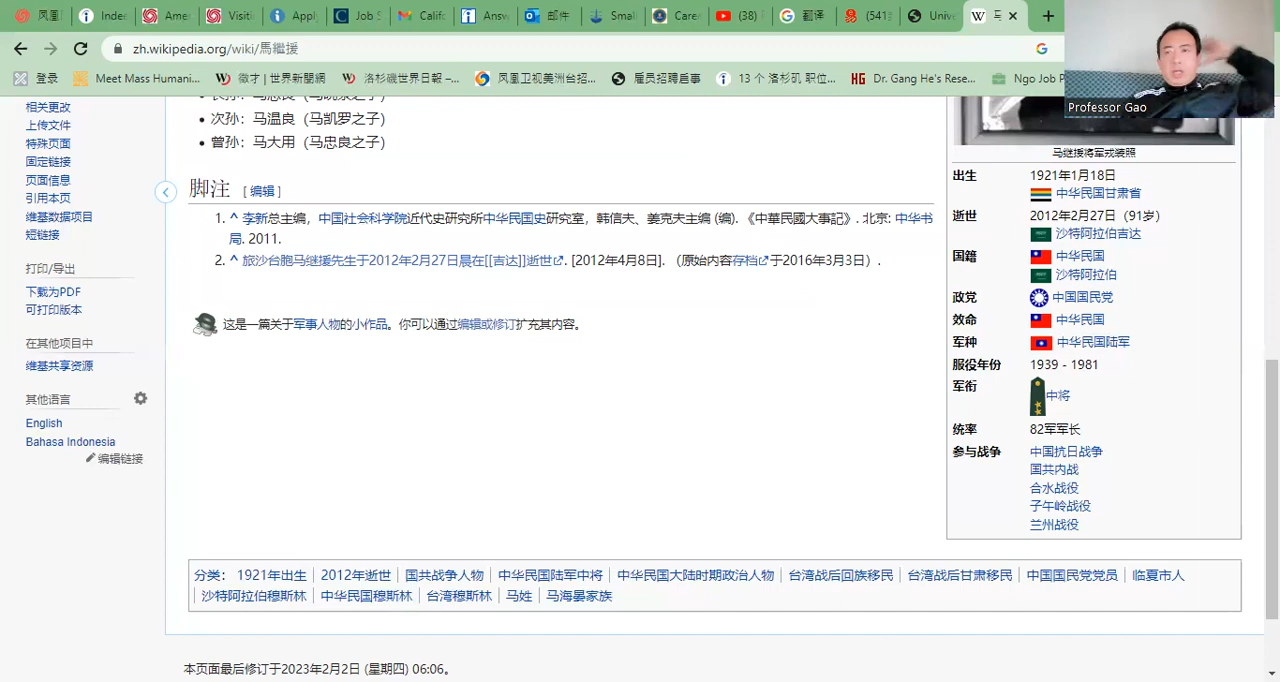 凤凰
Index
Amer
Visiti
Appl
Job S
Califo
Answ
邮件
Small
Caree
(38)
翻译
(541
Unive
zh.wikipedia.org/wiki/馬繼援
登录
Meet Mass Humani...
徵才 | 世界新聞網
洛杉磯世界日報 –...
凤凰卫视美洲台招...
雇员招聘启事
13 个 洛杉矶 职位...
Dr. Gang He's Rese...
Ngo Job P
Professor Gao
相关更改
上传文件
特殊页面
固定链接
页面信息
引用本页
维基数据项目
短链接
打印/导出
下载为PDF
可打印版本
在其他项目中
维基共享资源
其他语言
English
Bahasa Indonesia
编辑链接
次孙：马温良（马凯罗之子）
曾孙：马大用（马忠良之子）
脚注 [ 编辑 ]
1. ^ 李新总主编，中国社会科学院近代史研究所中华民国史研究室，韩信夫、姜克夫主编 (编). 《中華民國大事記》. 北京: 中华书
局. 2011.
2. ^ 旅沙台胞马继援先生于2012年2月27日晨在[[吉达]]逝世. [2012年4月8日]. （原始内容存档于2016年3月3日）.
这是一篇关于军事人物的小作品。你可以通过编辑或修订扩充其内容。
马继援将军戎装照
出生 1921年1月18日
中华民国甘肃省
逝世 2012年2月27日（91岁）
沙特阿拉伯吉达
国籍 中华民国
沙特阿拉伯
政党 中国国民党
效命 中华民国
军种 中华民国陆军
服役年份 1939 - 1981
军衔 中将
统率 82军军长
参与战争 中国抗日战争
国共内战
合水战役
子午岭战役
兰州战役
分类： 1921年出生 | 2012年逝世 | 国共战争人物 | 中华民国陆军中将 | 中华民国大陆时期政治人物 | 台湾战后回族移民 | 台湾战后甘肃移民 | 中国国民党党员 | 临夏市人
| 沙特阿拉伯穆斯林 | 中华民国穆斯林 | 台湾穆斯林 | 马姓 | 马海晏家族
本页面最后修订于2023年2月2日 (星期四) 06:06。